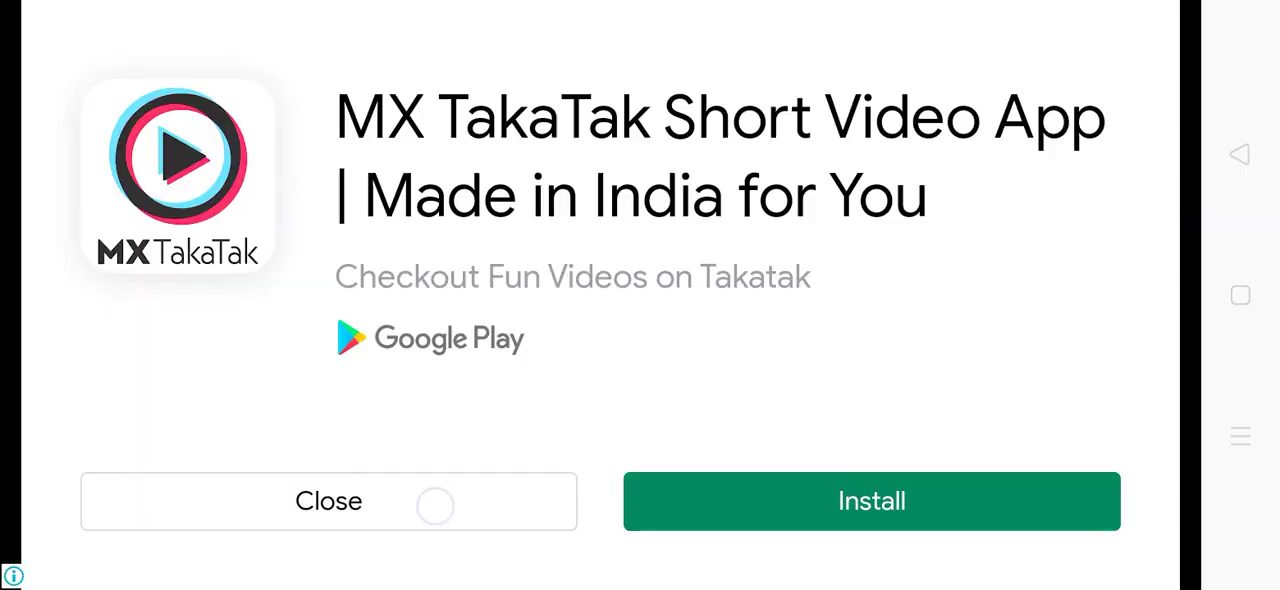 MX TakaTak Short Video App
| Made in India for You
MX TakaTak
Checkout Fun Videos on Takatak
Google Play
Close
Install